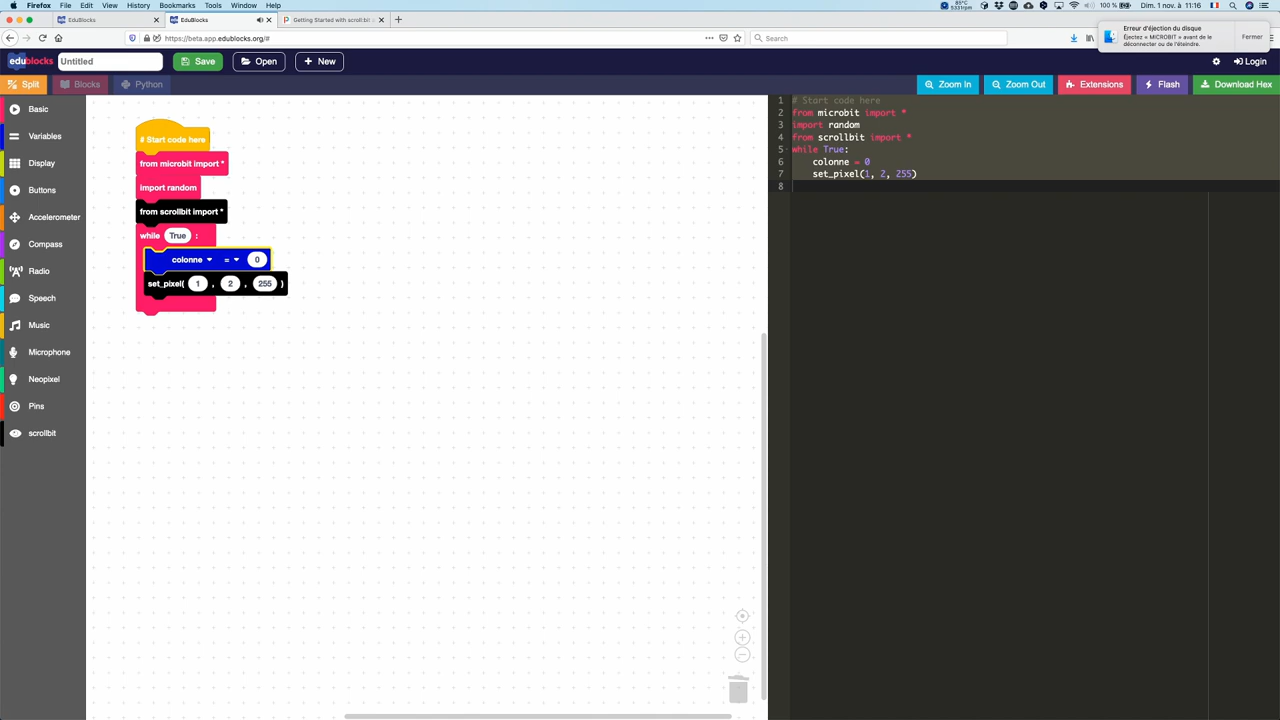 Firefox File Edit View History Bookmarks Tools Window Help
85°C 5331rpm 100 % Dim. 1 nov. à 11:16
EduBlocks EduBlocks Getting Started with scroll:bit
https://beta.app.edublocks.org/# Search
Erreur d'éjection du disque
Éjectez « MICROBIT » avant de le
déconnecter ou de l'éteindre.
Fermer
edublocks Untitled Save Open New Login
Split Blocks Python Zoom In Zoom Out Extensions Flash Download Hex
Basic
Variables
Display
Buttons
Accelerometer
Compass
Radio
Speech
Music
Microphone
Neopixel
Pins
scrollbit
# Start code here
from microbit import *
import random
from scrollbit import *
while True :
colonne = 0
set_pixel( 1 , 2 , 255 )
1 # Start code here
2 from microbit import *
3 import random
4 from scrollbit import *
5 while True:
6 colonne = 0
7 set_pixel(1, 2, 255)
8